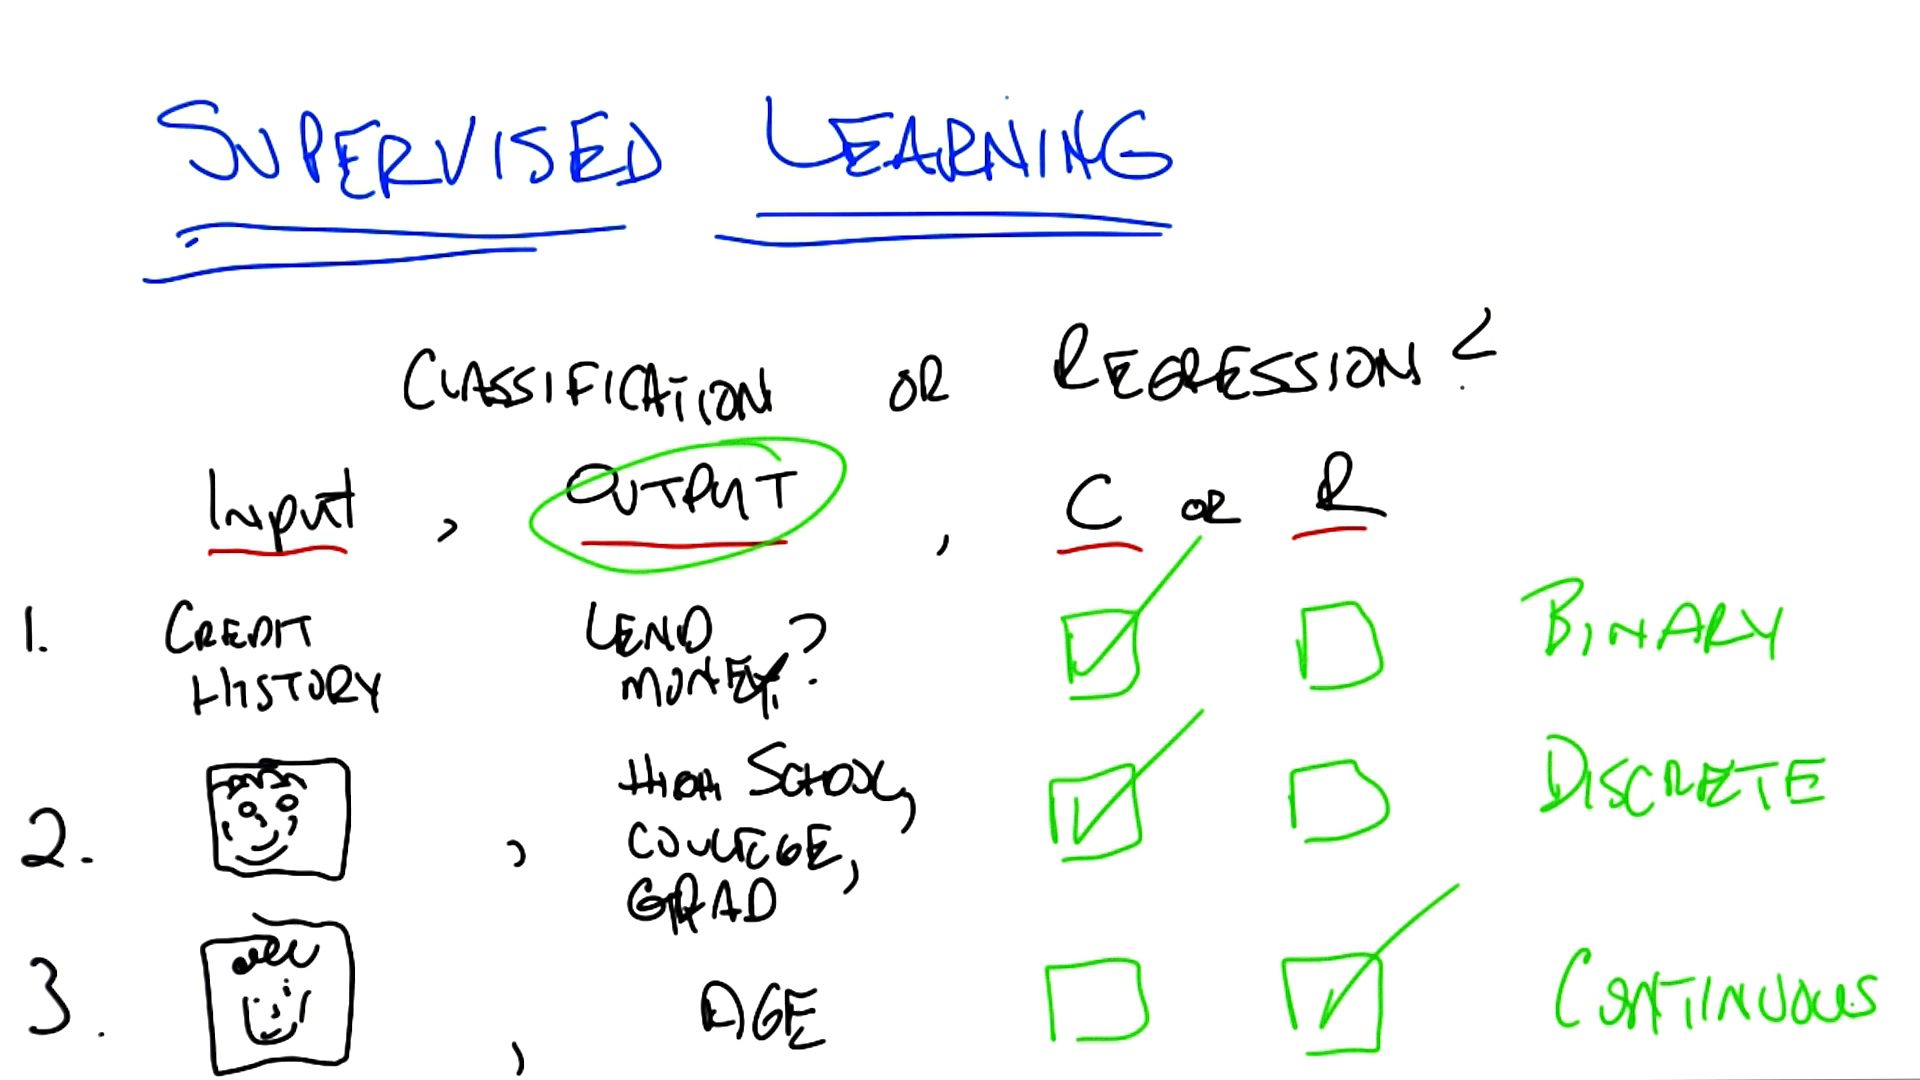 SUPERVISED LEARNING
CLASSIFICATION OR REGRESSION?
Input, OUTPUT, C OR R
1. CREDIT HISTORY LEND MONEY? BINARY
2. , HIGH SCHOOL, COLLEGE, GRAD DISCRETE
3. , AGE CONTINUOUS